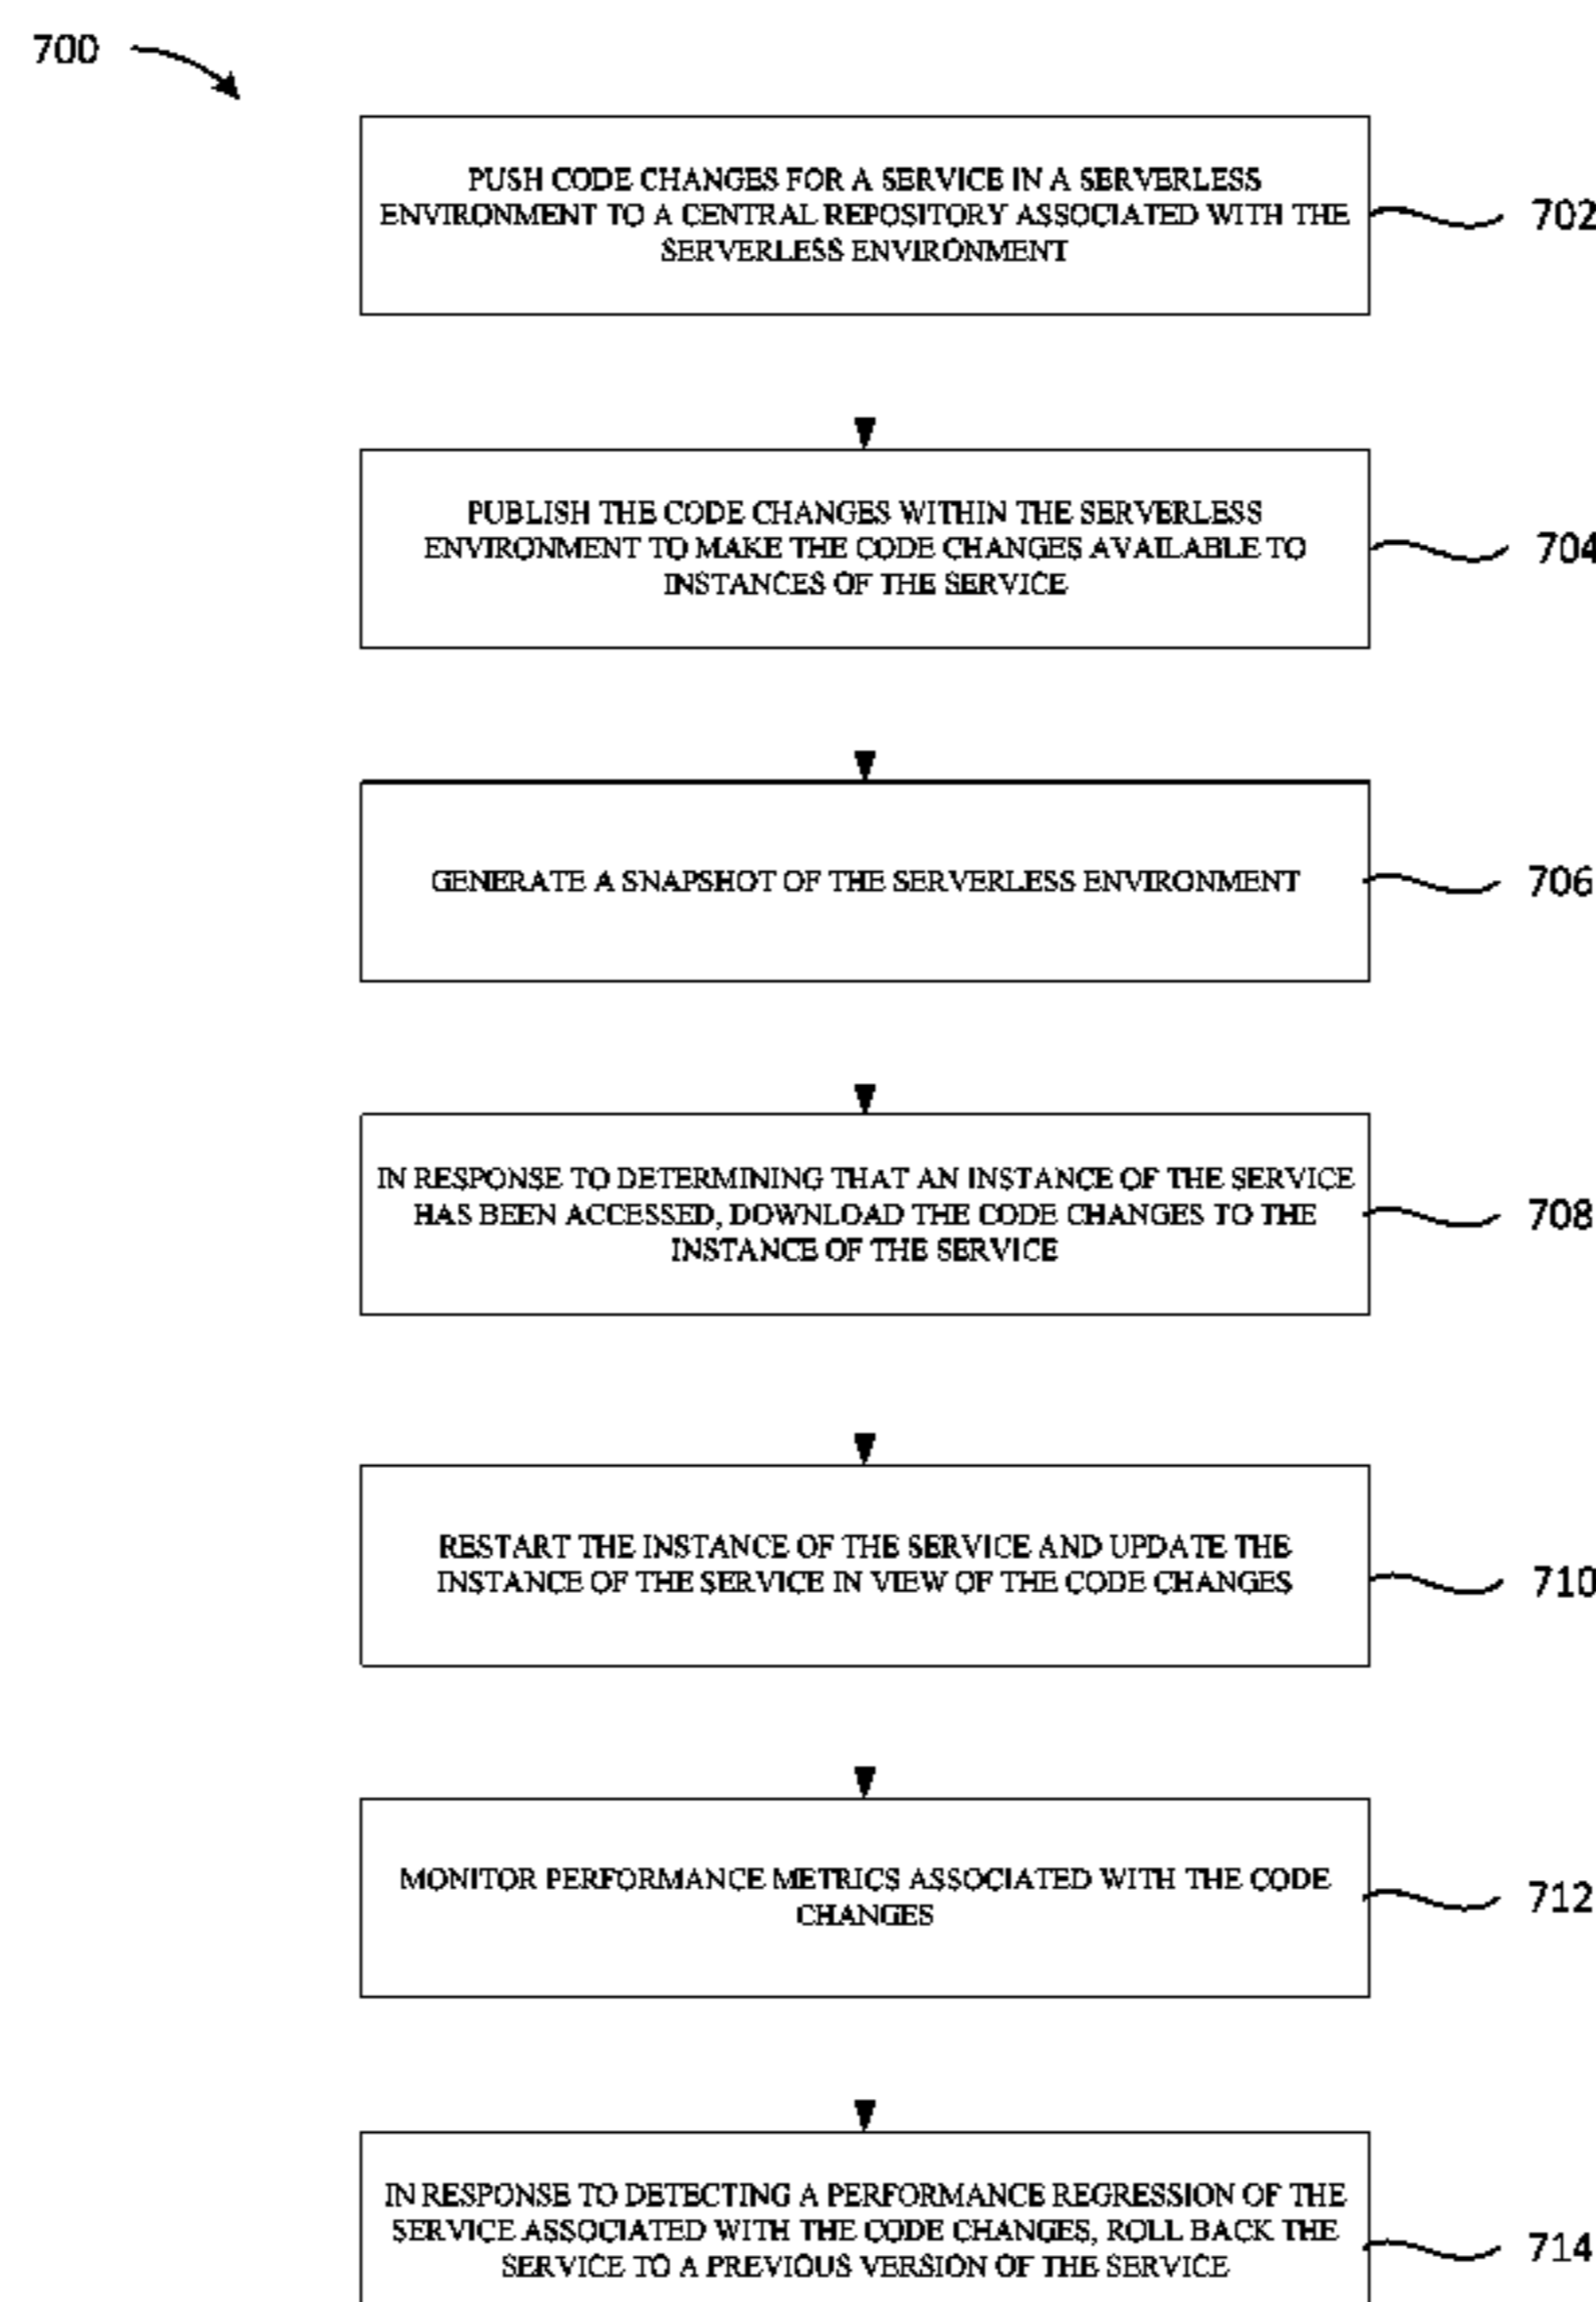 700
PUSH CODE CHANGES FOR A SERVICE IN A SERVERLESS
ENVIRONMENT TO A CENTRAL REPOSITORY ASSOCIATED WITH THE
SERVERLESS ENVIRONMENT
702
PUBLISH THE CODE CHANGES WITHIN THE SERVERLESS
ENVIRONMENT TO MAKE THE CODE CHANGES AVAILABLE TO
INSTANCES OF THE SERVICE
704
GENERATE A SNAPSHOT OF THE SERVERLESS ENVIRONMENT
706
IN RESPONSE TO DETERMINING THAT AN INSTANCE OF THE SERVICE
HAS BEEN ACCESSED, DOWNLOAD THE CODE CHANGES TO THE
INSTANCE OF THE SERVICE
708
RESTART THE INSTANCE OF THE SERVICE AND UPDATE THE
INSTANCE OF THE SERVICE IN VIEW OF THE CODE CHANGES
710
MONITOR PERFORMANCE METRICS ASSOCIATED WITH THE CODE
CHANGES
712
IN RESPONSE TO DETECTING A PERFORMANCE REGRESSION OF THE
SERVICE ASSOCIATED WITH THE CODE CHANGES, ROLL BACK THE
SERVICE TO A PREVIOUS VERSION OF THE SERVICE
714